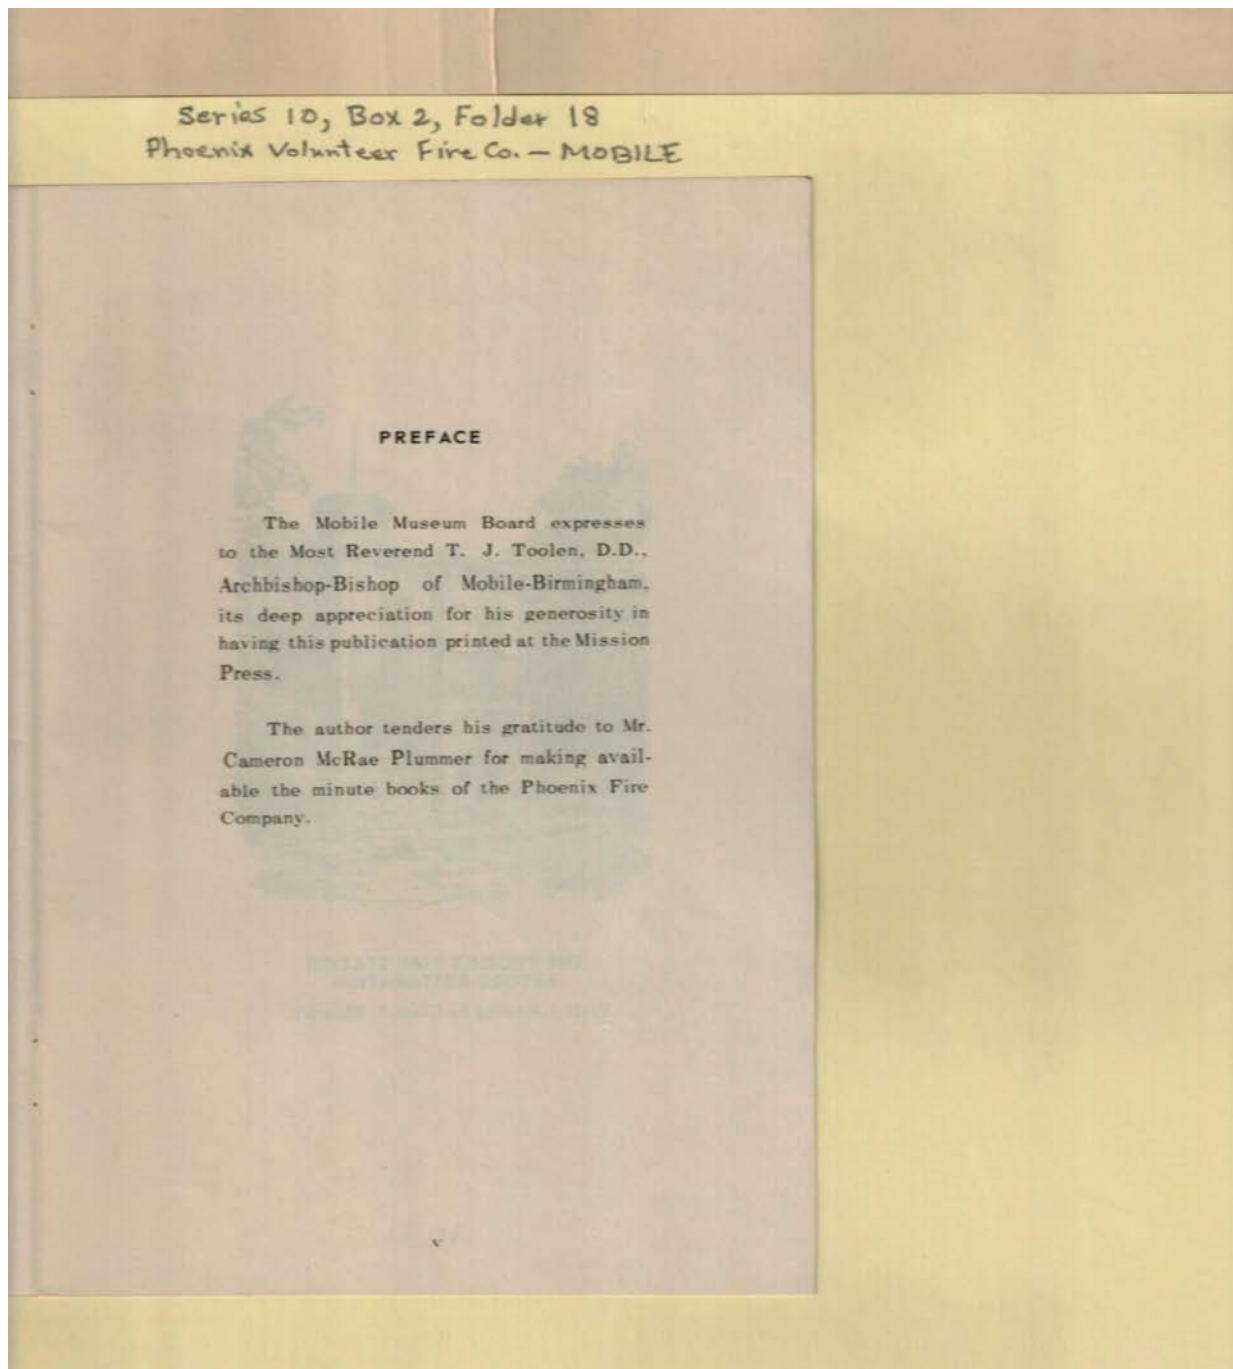 Series 10, Box 2, Folder 18
Phoenix Volunteer Fire Co. — MOBILE
PREFACE
The Mobile Museum Board expresses
to the Most Reverend T. J. Toolen, D.D.,
Archbishop-Bishop of Mobile-Birmingham,
its deep appreciation for his generosity in
having this publication printed at the Mission
Press.
The author tenders his gratitude to Mr.
Cameron McRae Plummer for making avail-
able the minute books of the Phoenix Fire
Company.
v